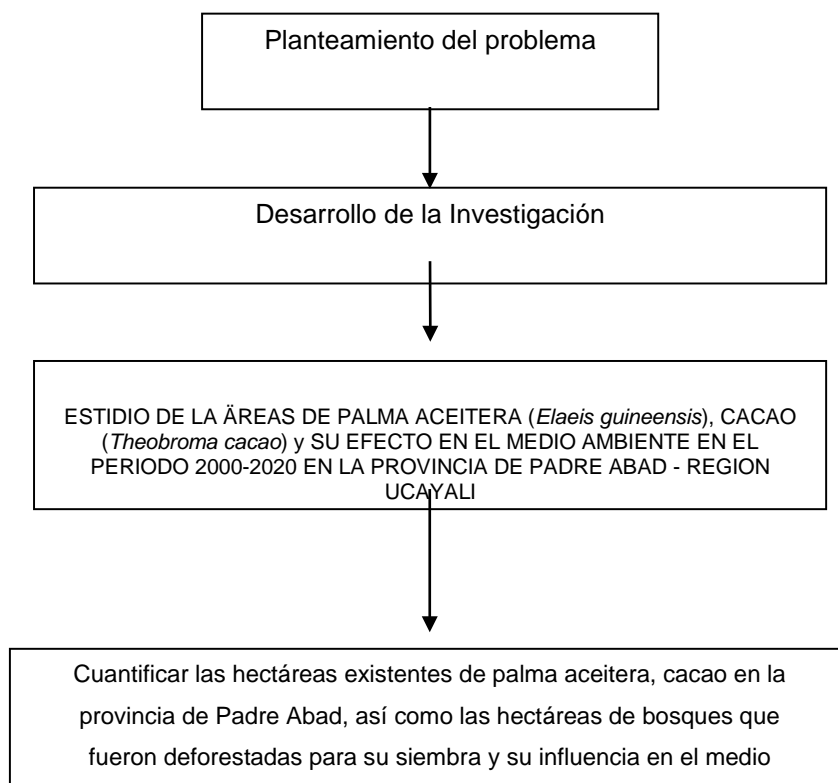 Planteamiento del problema
Desarrollo de la Investigación
ESTIDIO DE LA ÄREAS DE PALMA ACEITERA (Elaeis guineensis), CACAO
(Theobroma cacao) y SU EFECTO EN EL MEDIO AMBIENTE EN EL
PERIODO 2000-2020 EN LA PROVINCIA DE PADRE ABAD - REGION
UCAYALI
Cuantificar las hectáreas existentes de palma aceitera, cacao en la
provincia de Padre Abad, así como las hectáreas de bosques que
fueron deforestadas para su siembra y su influencia en el medio